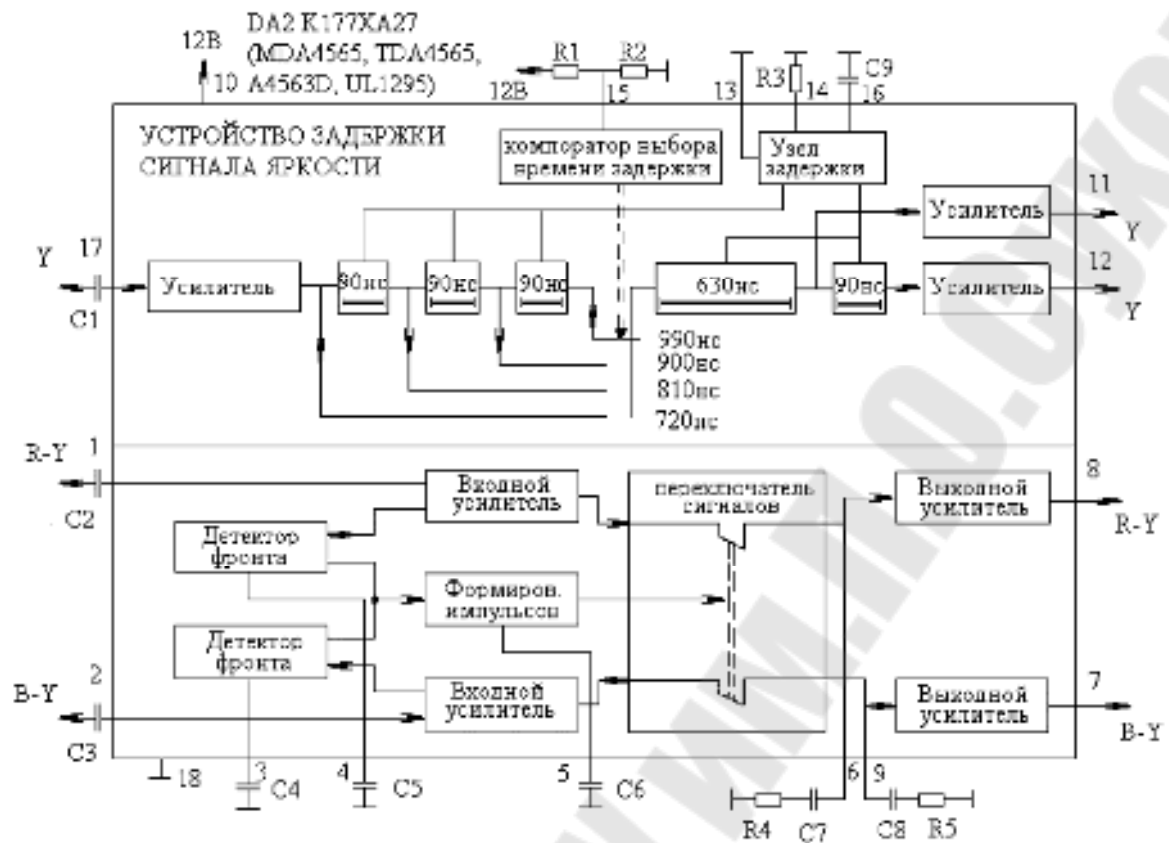 DA2 К177ХА27
12В
(MDA4565, TDA4565,
10 A4563D, UL1295)
12В
R1
R2
15
13
R3
14
C9
16
УСТРОЙСТВО ЗАДЕРЖКИ
СИГНАЛА ЯРКОСТИ
компоратор выбора
времени задержки
Узел
задержки
Усилитель
11
Y
Y
17
C1
Усилитель
90нс
90нс
90нс
630нс
90нс
Усилитель
12
Y
990нс
900нс
810нс
720нс
R-Y
1
C2
Входной
усилитель
переключатель
сигналов
Выходной
усилитель
8
R-Y
Детектор
фронта
Формиров.
импульсов
Детектор
фронта
B-Y
2
C3
Входной
усилитель
Выходной
усилитель
7
B-Y
18
3
C4
4
C5
5
C6
6
9
R4
C7
C8
R5